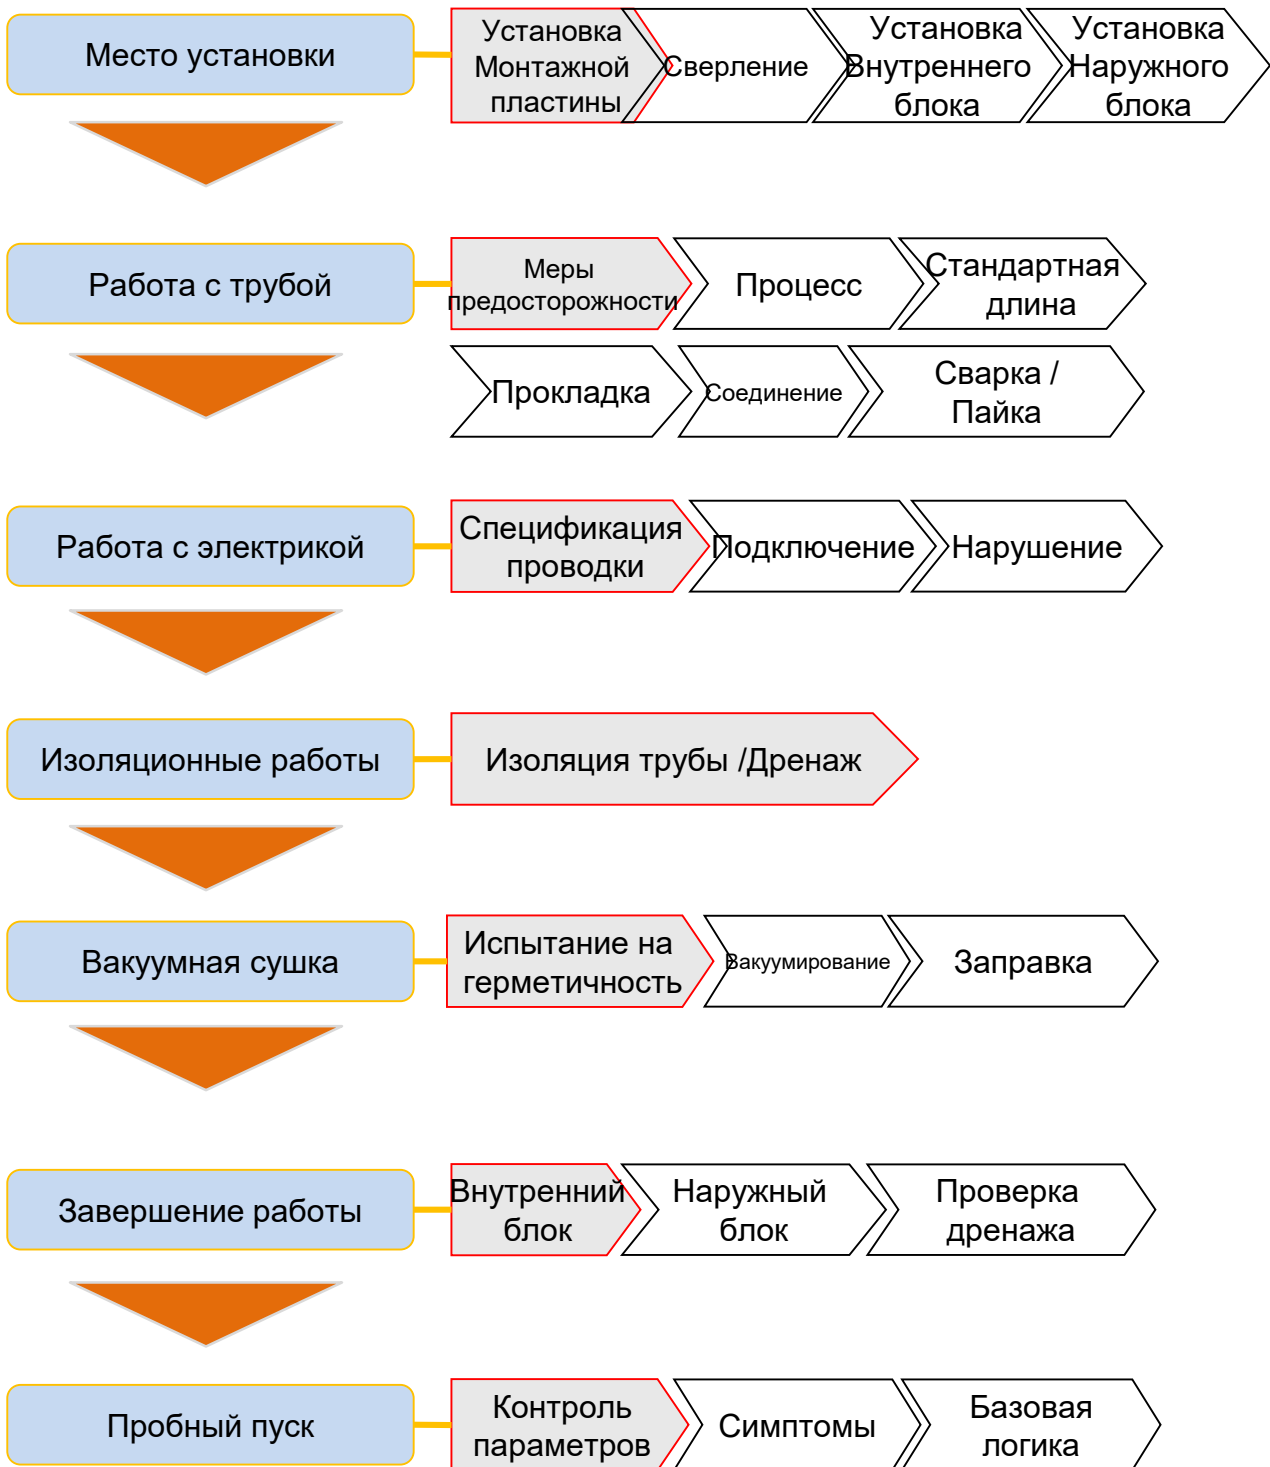 Место установки
Установка
Монтажной
пластины
Сверление
Установка
Внутреннего
блока
Установка
Наружного
блока
Работа с трубой
Меры
предосторожности
Процесс
Стандартная
длина
Прокладка
Соединение
Сварка /
Пайка
Работа с электрикой
Спецификация
проводки
Подключение
Нарушение
Изоляционные работы
Изоляция трубы /Дренаж
Вакуумная сушка
Испытание на
герметичность
Вакуумирование
Заправка
Завершение работы
Внутренний
блок
Наружный
блок
Проверка
дренажа
Пробный пуск
Контроль
параметров
Симптомы
Базовая
логика